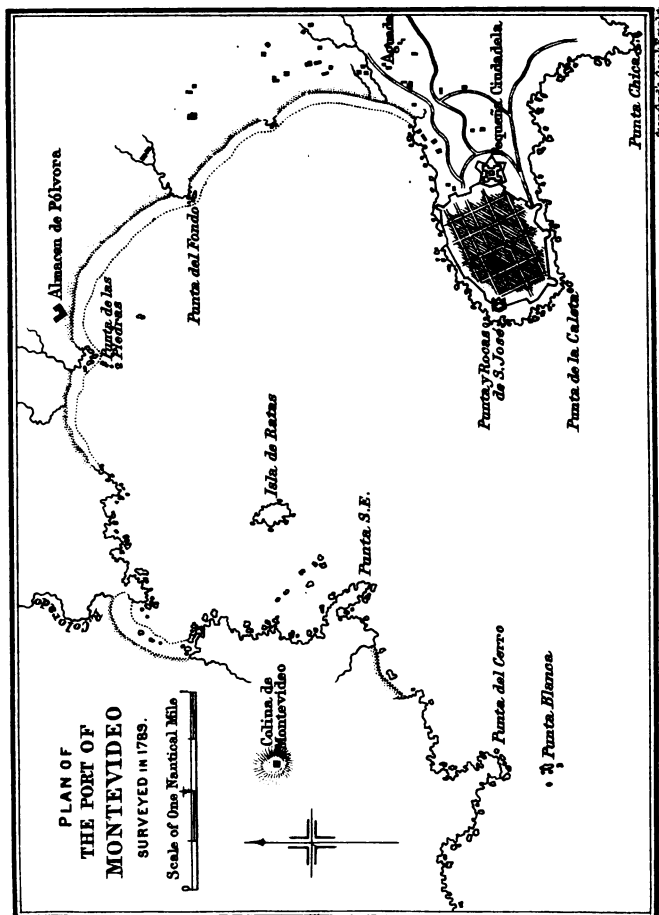 PLAN OF
THE PORT OF
MONTEVIDEO
SURVEYED IN 1789.
Scale of One Nautical Mile
R. Colorado
Almacen de Pólvora
Punta de las
Piedras
Punta del Fondo
Aguada
Pequeña Ciudadela
Isla de Ratas
Colina de
Montevideo
Punta S.E.
Punta y Rocas
de S. José
Punta de la Caleta
Punta Chica
Punta del Cerro
Punta Blanca